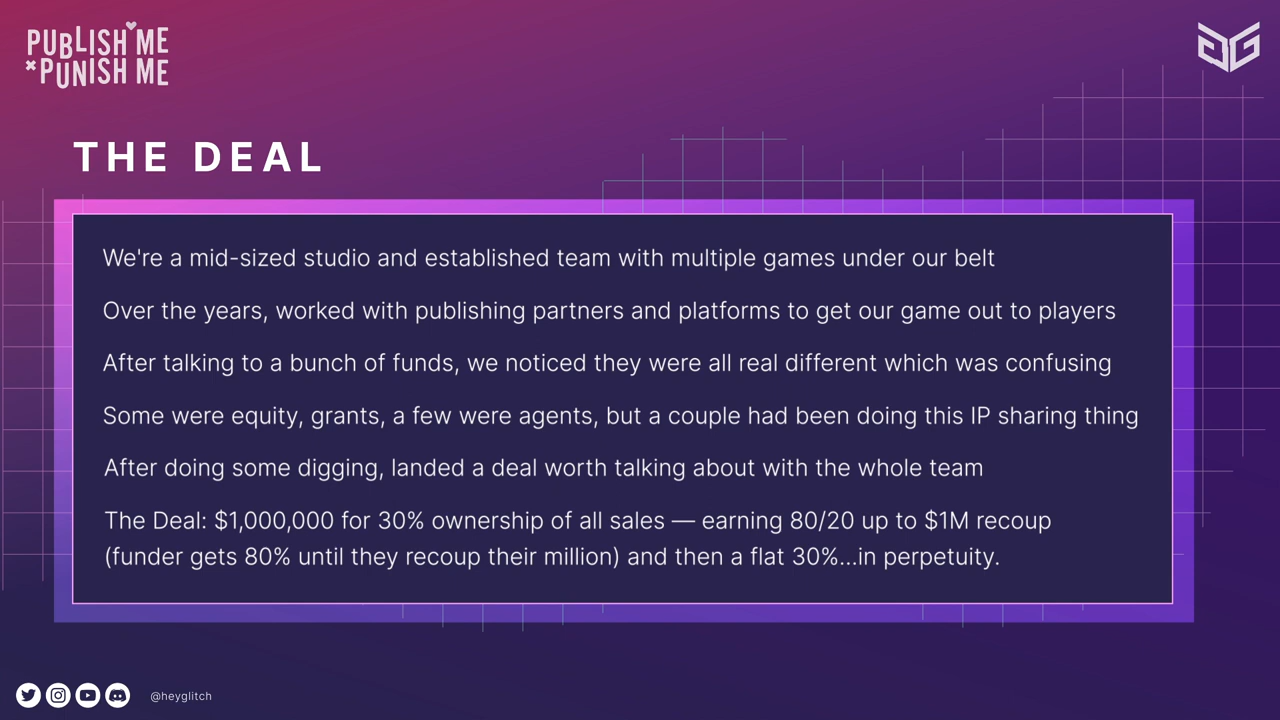 PUBLISH ME
PUNISH ME
THE DEAL
We're a mid-sized studio and established team with multiple games under our belt
Over the years, worked with publishing partners and platforms to get our game out to players
After talking to a bunch of funds, we noticed they were all real different which was confusing
Some were equity, grants, a few were agents, but a couple had been doing this IP sharing thing
After doing some digging, landed a deal worth talking about with the whole team
The Deal: $1,000,000 for 30% ownership of all sales — earning 80/20 up to $1M recoup
(funder gets 80% until they recoup their million) and then a flat 30%...in perpetuity.
@heyglitch